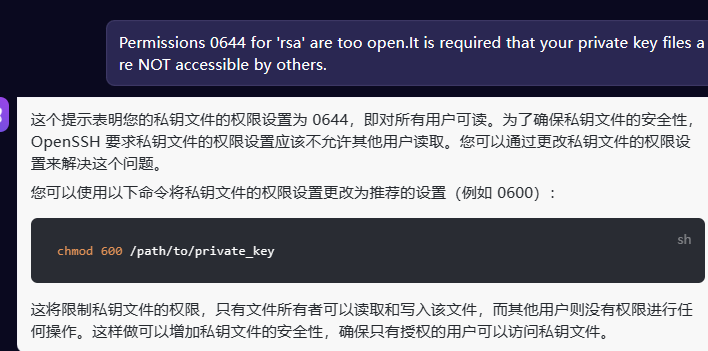 Permissions 0644 for 'rsa' are too open.It is required that your private key files a
re NOT accessible by others.
这个提示表明您的私钥文件的权限设置为 0644，即对所有用户可读。为了确保私钥文件的安全性，
OpenSSH 要求私钥文件的权限设置应该不允许其他用户读取。您可以通过更改私钥文件的权限设
置来解决这个问题。
您可以使用以下命令将私钥文件的权限设置更改为推荐的设置（例如 0600）：
sh
chmod 600 /path/to/private_key
这将限制私钥文件的权限，只有文件所有者可以读取和写入该文件，而其他用户则没有权限进行任
何操作。这样做可以增加私钥文件的安全性，确保只有授权的用户可以访问私钥文件。